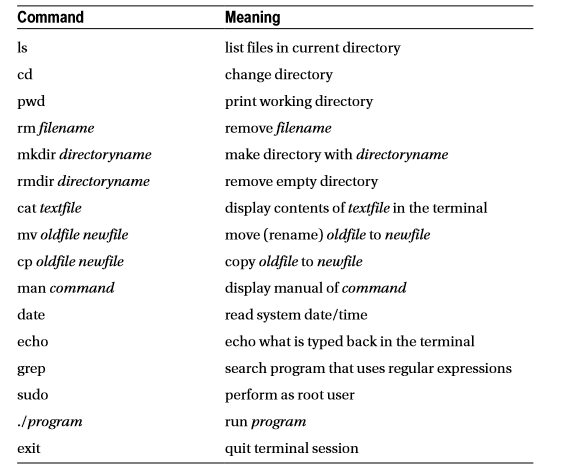 Command Meaning
ls list files in current directory
cd change directory
pwd print working directory
rm filename remove filename
mkdir directoryname make directory with directoryname
rmdir directoryname remove empty directory
cat textfile display contents of textfile in the terminal
mv oldfile newfile move (rename) oldfile to newfile
cp oldfile newfile copy oldfile to newfile
man command display manual of command
date read system date/time
echo echo what is typed back in the terminal
grep search program that uses regular expressions
sudo perform as root user
./program run program
exit quit terminal session